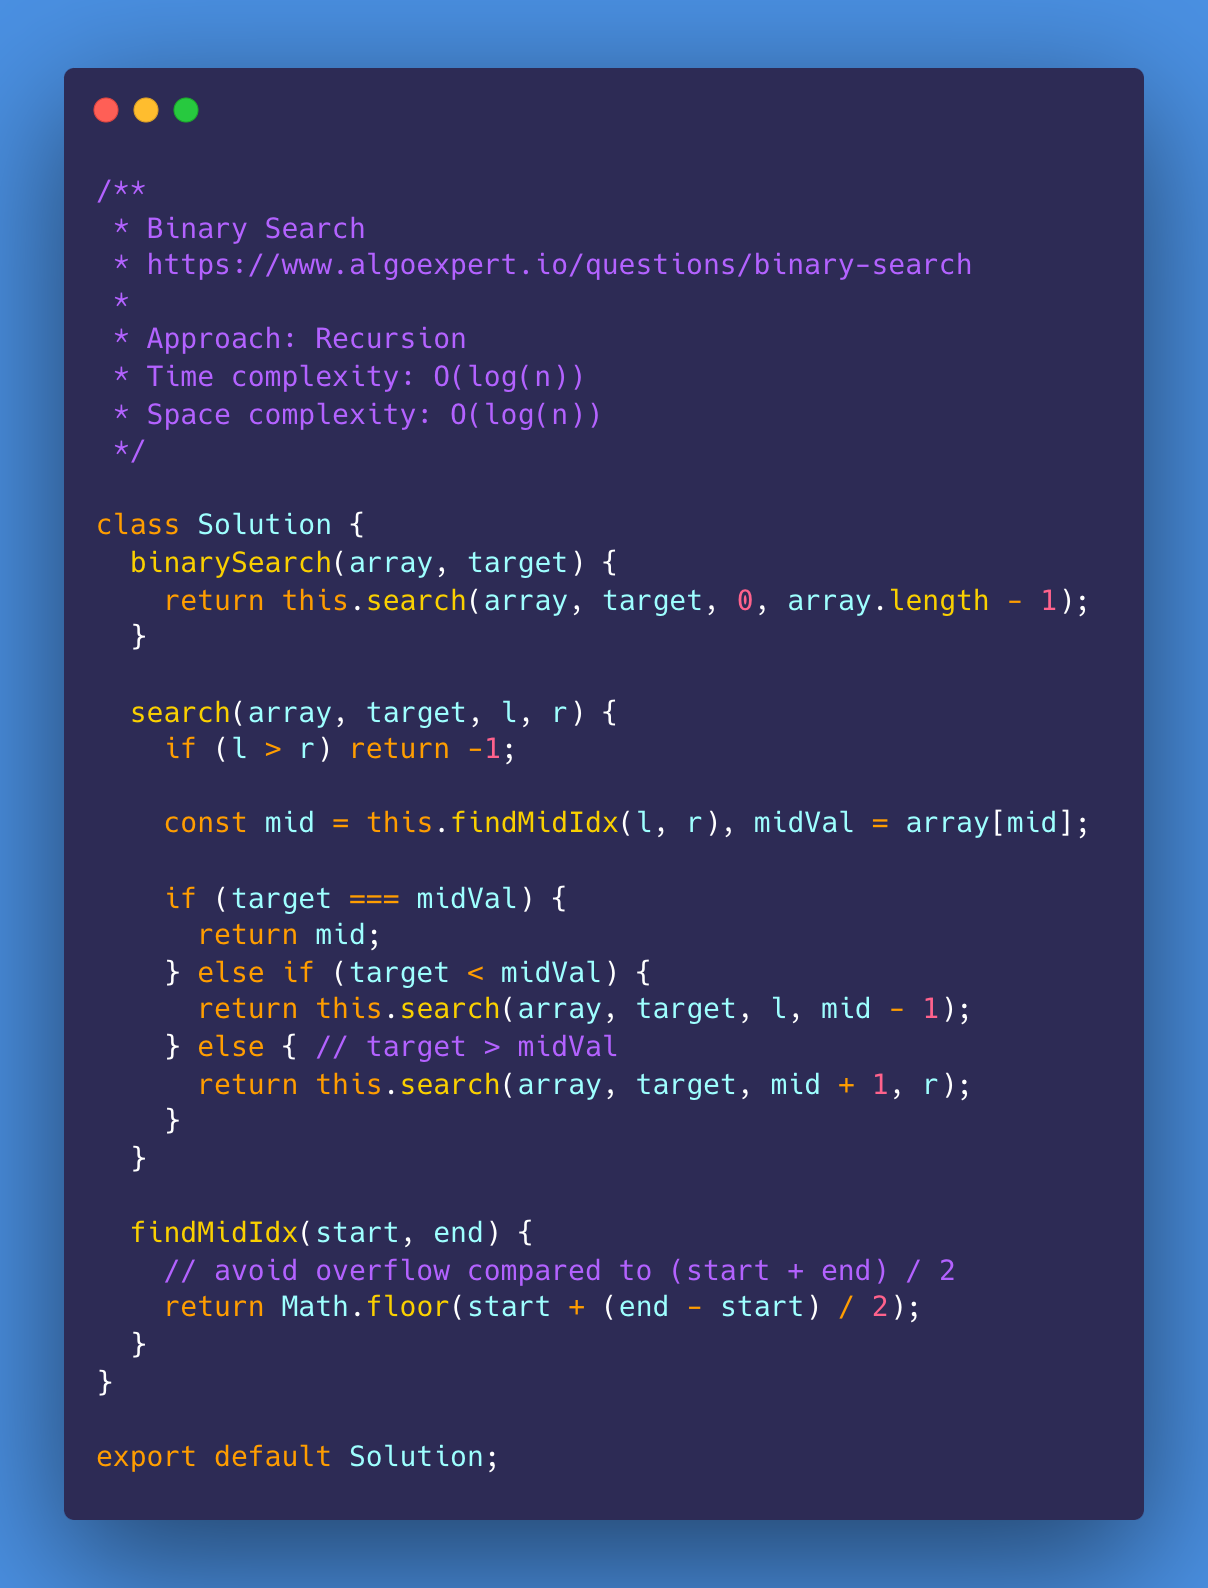 /**
 * Binary Search
 * https://www.algoexpert.io/questions/binary-search
 *
 * Approach: Recursion
 * Time complexity: O(log(n))
 * Space complexity: O(log(n))
 */

class Solution {
  binarySearch(array, target) {
    return this.search(array, target, 0, array.length - 1);
  }

  search(array, target, l, r) {
    if (l > r) return -1;

    const mid = this.findMidIdx(l, r), midVal = array[mid];

    if (target === midVal) {
      return mid;
    } else if (target < midVal) {
      return this.search(array, target, l, mid - 1);
    } else { // target > midVal
      return this.search(array, target, mid + 1, r);
    }
  }

  findMidIdx(start, end) {
    // avoid overflow compared to (start + end) / 2
    return Math.floor(start + (end - start) / 2);
  }
}

export default Solution;